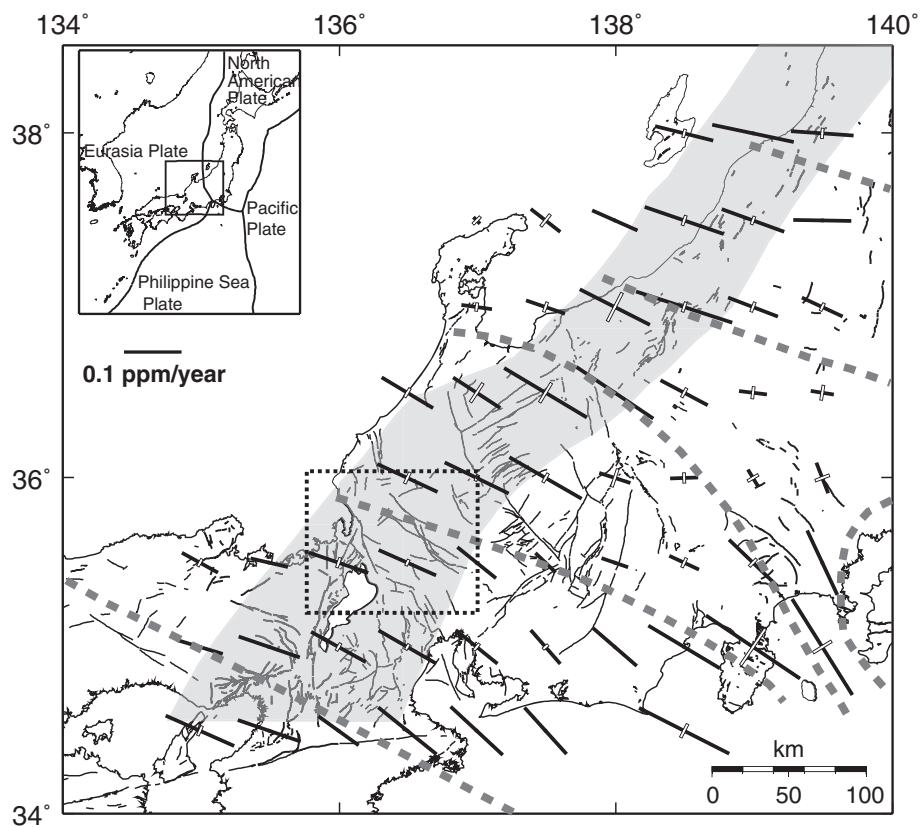 134°
136°
138°
140°
38°
36°
34°
North
American
Plate
Eurasia Plate
Pacific
Plate
Philippine Sea
Plate
0.1 ppm/year
km
0 50 100